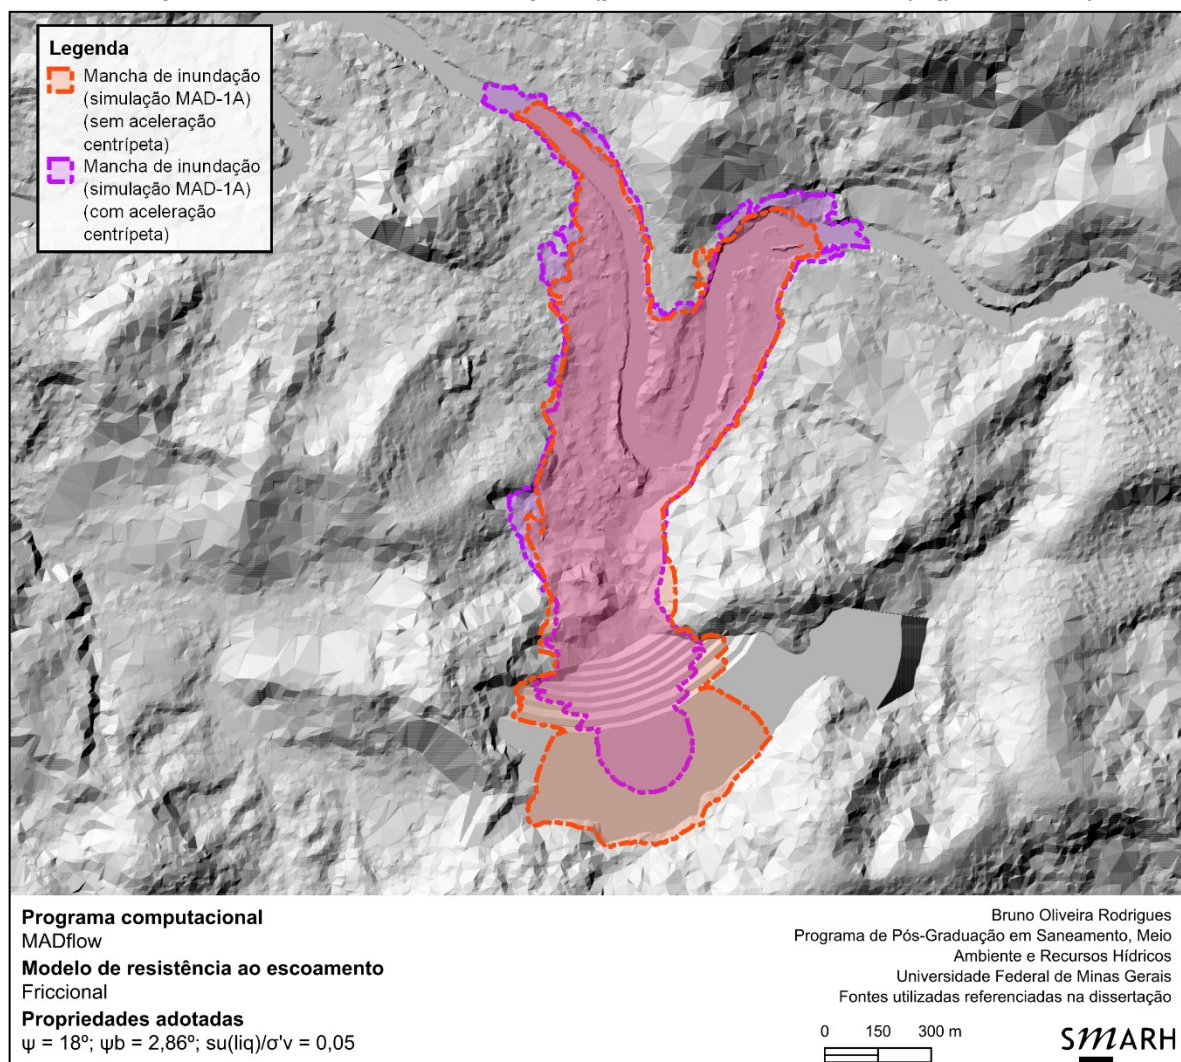 Legenda
Mancha de inundação
(simulação MAD-1A)
(sem aceleração
centrípeta)
Mancha de inundação
(simulação MAD-1A)
(com aceleração
centrípeta)
Programa computacional
MADflow
Modelo de resistência ao escoamento
Friccional
Propriedades adotadas
ψ = 18º; ψb = 2,86º; su(liq)/σ'v = 0,05
Bruno Oliveira Rodrigues
Programa de Pós-Graduação em Saneamento, Meio
Ambiente e Recursos Hídricos
Universidade Federal de Minas Gerais
Fontes utilizadas referenciadas na dissertação
0 150 300 m
SMARH